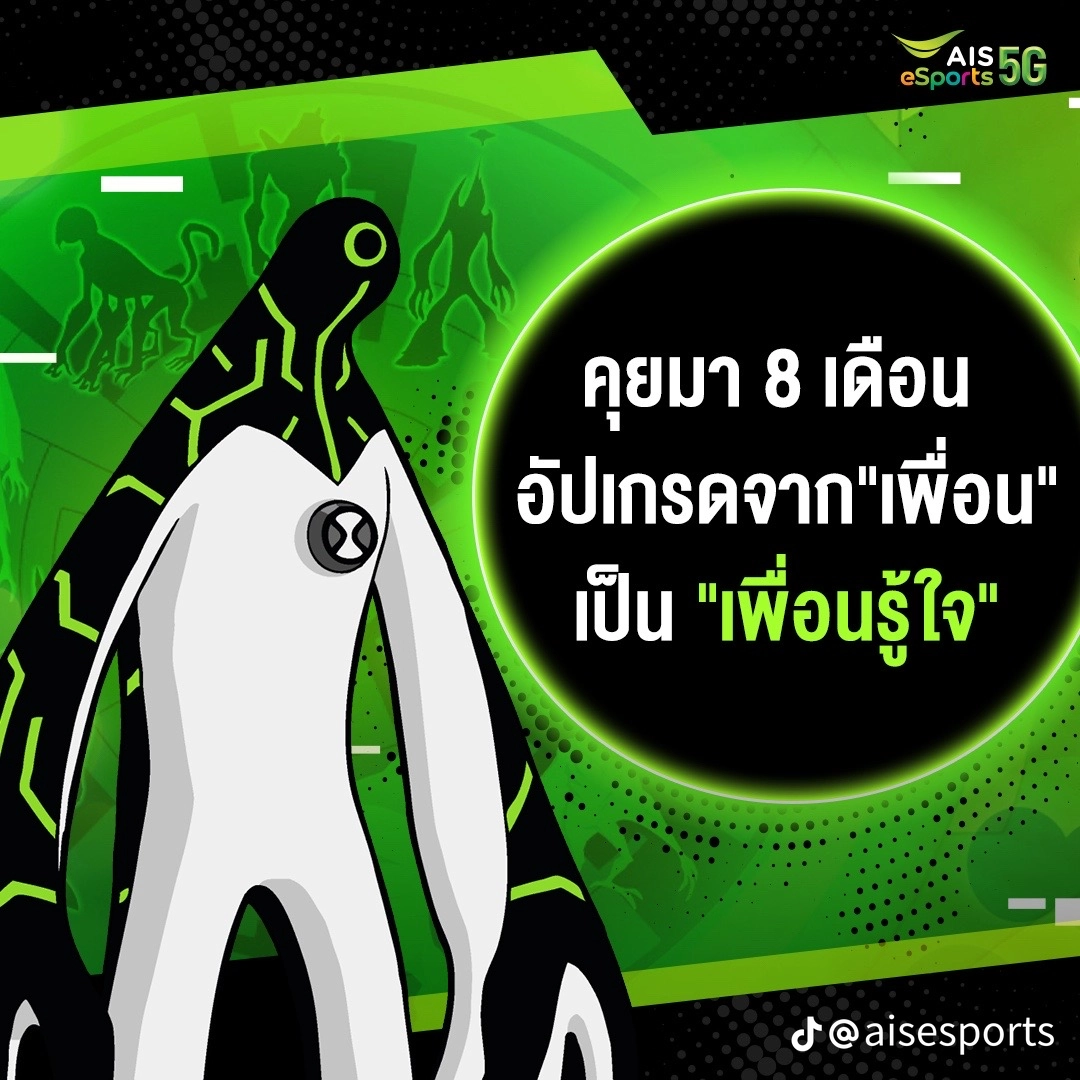 AIS
eSports 5G
คุยมา 8 เดือน
อัปเกรดจาก"เพื่อน"
เป็น "เพื่อนรู้ใจ"
@aisesports